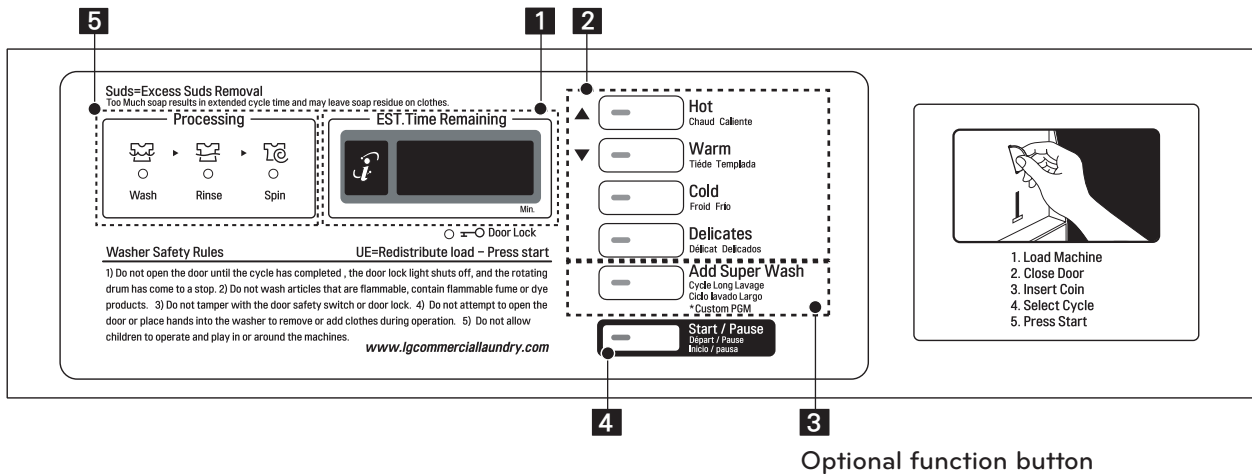 5
1
2
Suds=Excess Suds Removal
Too Much soap results in extended cycle time and may leave soap residue on clothes.
Processing
Wash
Rinse
Spin
EST.Time Remaining
i
Min.
Door Lock
Washer Safety Rules
UE=Redistribute load – Press start
1) Do not open the door until the cycle has completed , the door lock light shuts off, and the rotating
drum has come to a stop. 2) Do not wash articles that are flammable, contain flammable fume or dye
products. 3) Do not tamper with the door safety switch or door lock. 4) Do not attempt to open the
door or place hands into the washer to remove or add clothes during operation. 5) Do not allow
children to operate and play in or around the machines.
www.lgcommerciallaundry.com
Hot
Chaud Caliente
Warm
Tiéde Templada
Cold
Froid Frio
Delicates
Délicat Delicados
Add Super Wash
Cycle Long Lavage
Ciclo lavado Largo
*Custom PGM
Start / Pause
Départ / Pause
Inicio / pausa
1. Load Machine
2. Close Door
3. Insert Coin
4. Select Cycle
5. Press Start
4
3
Optional function button